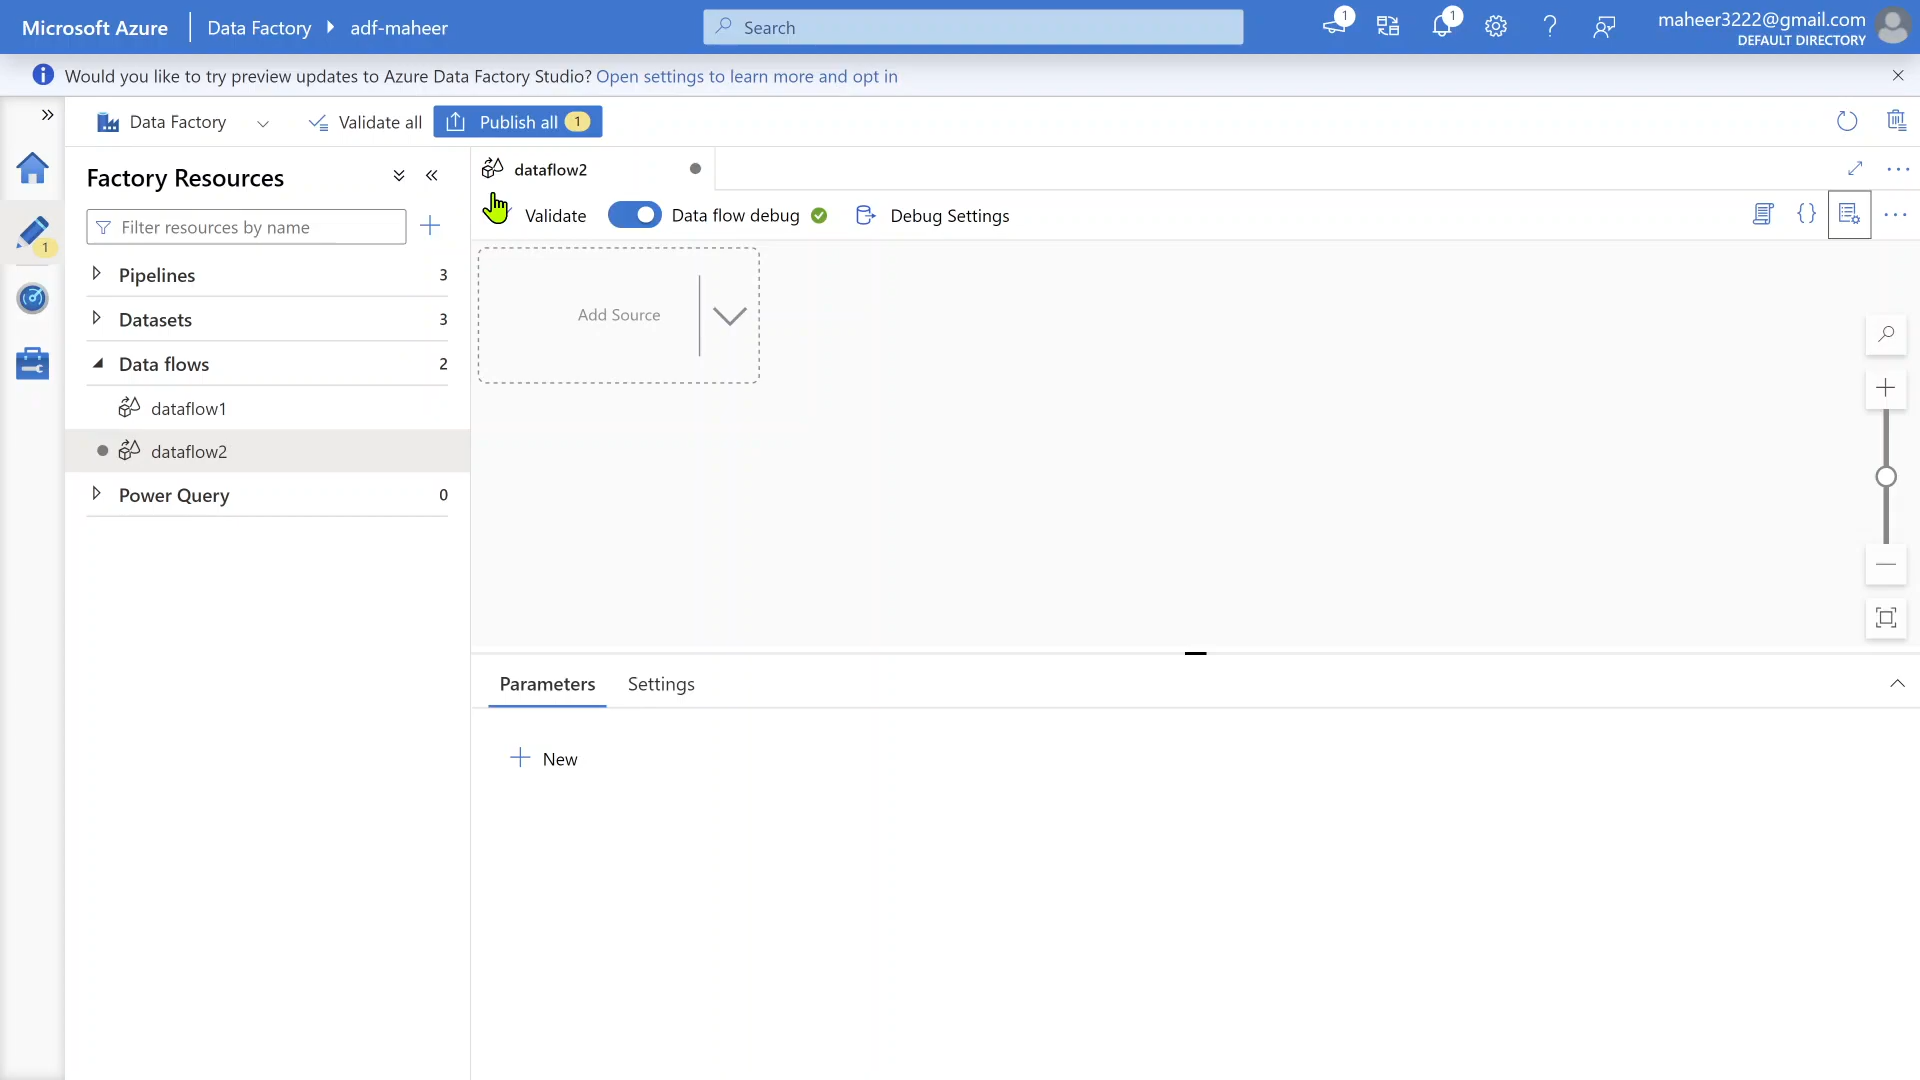 Microsoft Azure
Data Factory
adf-maheer
Search
1
1
maheer3222@gmail.com
DEFAULT DIRECTORY
Would you like to try preview updates to Azure Data Factory Studio? Open settings to learn more and opt in
Data Factory
Validate all
Publish all 1
Factory Resources
dataflow2
Validate
Data flow debug
Debug Settings
1
Filter resources by name
Pipelines 3
Datasets 3
Data flows 2
dataflow1
dataflow2
Power Query 0
Add Source
Parameters Settings
New